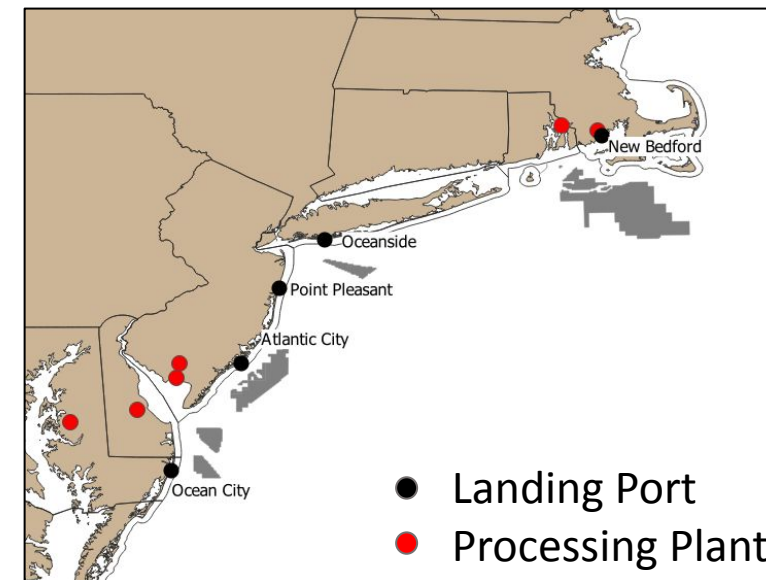 New Bedford
Oceanside
Point Pleasant
Atlantic City
Ocean City
Landing Port
Processing Plant